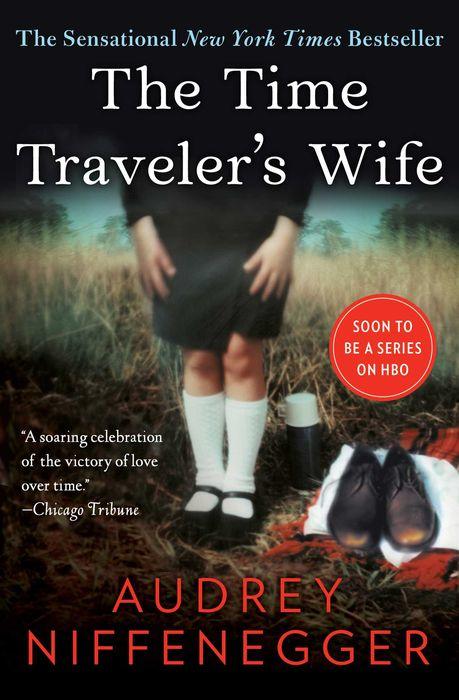 The Sensational New York Times Bestseller
The Time
Traveler’s Wife
SOON TO
BE A SERIES
ON HBO
“A soaring celebration
of the victory of love
over time.”
—Chicago Tribune
AUDREY
NIFFENEGGER